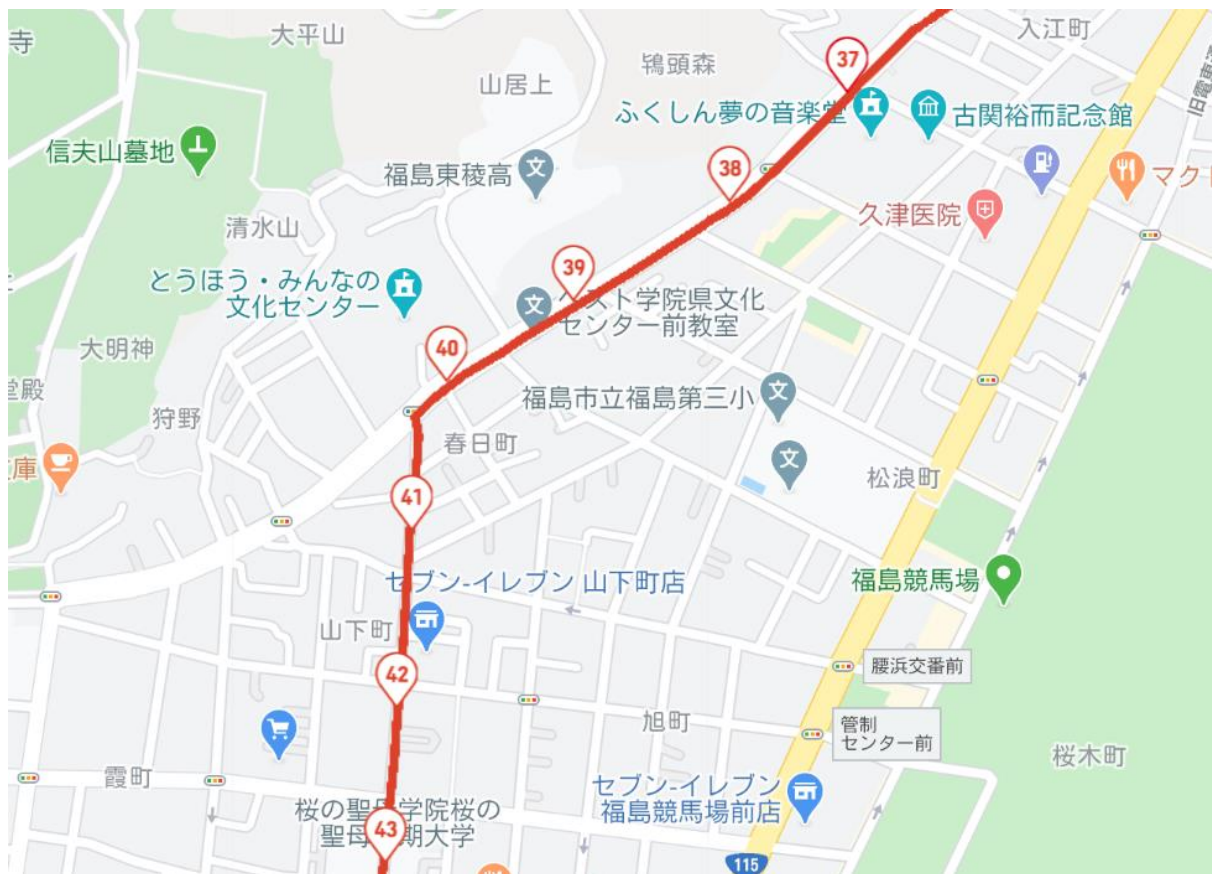 寺
大平山
山居上
鴇頭森
入江町
37
ふくしん夢の音楽堂
古関裕而記念館
信夫山墓地
福島東稜高
38
マク
久津医院
清水山
とうほう・みんなの
文化センター
39
ベスト学院県文化
センター前教室
大明神
40
堂殿
狩野
福島市立福島第三小
春日町
庫
松浪町
41
セブン-イレブン 山下町店
福島競馬場
山下町
腰浜交番前
42
旭町
管制
センター前
桜木町
霞町
セブン-イレブン
福島競馬場前店
桜の聖母学院桜の
聖母 期大学
43
115